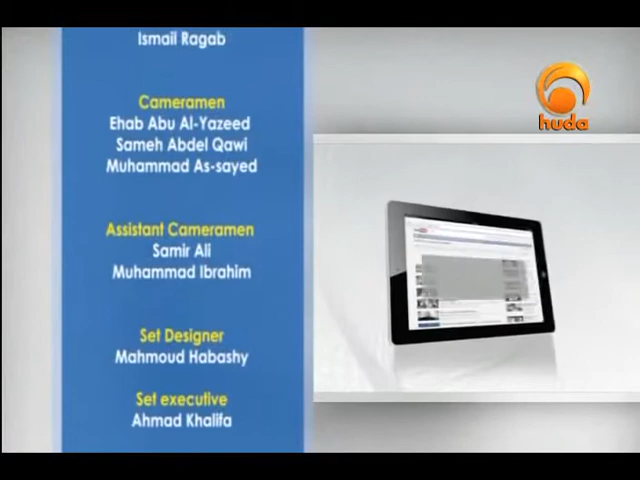 Ismail Ragab
Cameramen
Ehab Abu Al-Yazeed
Sameh Abdel Qawi
Muhammad As-sayed
Assistant Cameramen
Samir Ali
Muhammad Ibrahim
Set Designer
Mahmoud Habashy
Set executive
Ahmad Khalifa
huda